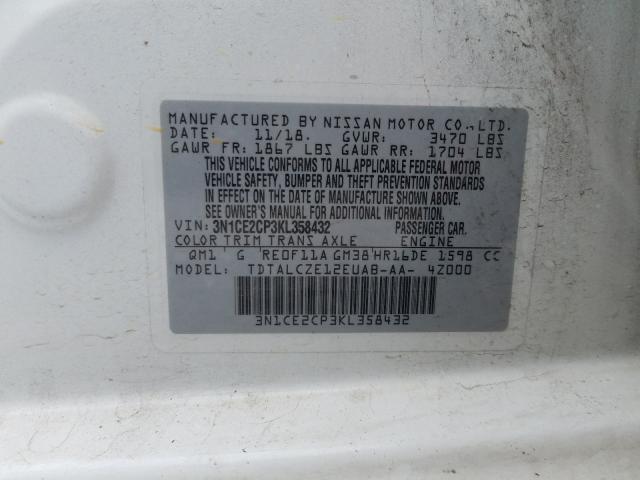 MANUFACTURED BY NISSAN MOTOR CO.,LTD.
DATE: 11/18. GVWR: 3470 LBS
GAWR FR: 1867 LBS GAWR RR: 1704 LBS
THIS VEHICLE CONFORMS TO ALL APPLICABLE FEDERAL MOTOR
VEHICLE SAFETY, BUMPER AND THEFT PREVENTION STANDARDS
IN EFFECT ON THE DATE OF MANUFACTURE SHOWN ABOVE.
SEE OWNER'S MANUAL FOR ADDITIONAL INFORMATION.
VIN: 3N1CE2CP3KL358432 PASSENGER CAR.
COLOR TRIM TRANS AXLE ENGINE
QM1' G 'RE0F11A GM38'HR16DE 1598 CC
MODEL: TDTALCZE12EUAB-AA- 4Z000
3N1CE2CP3KL358432